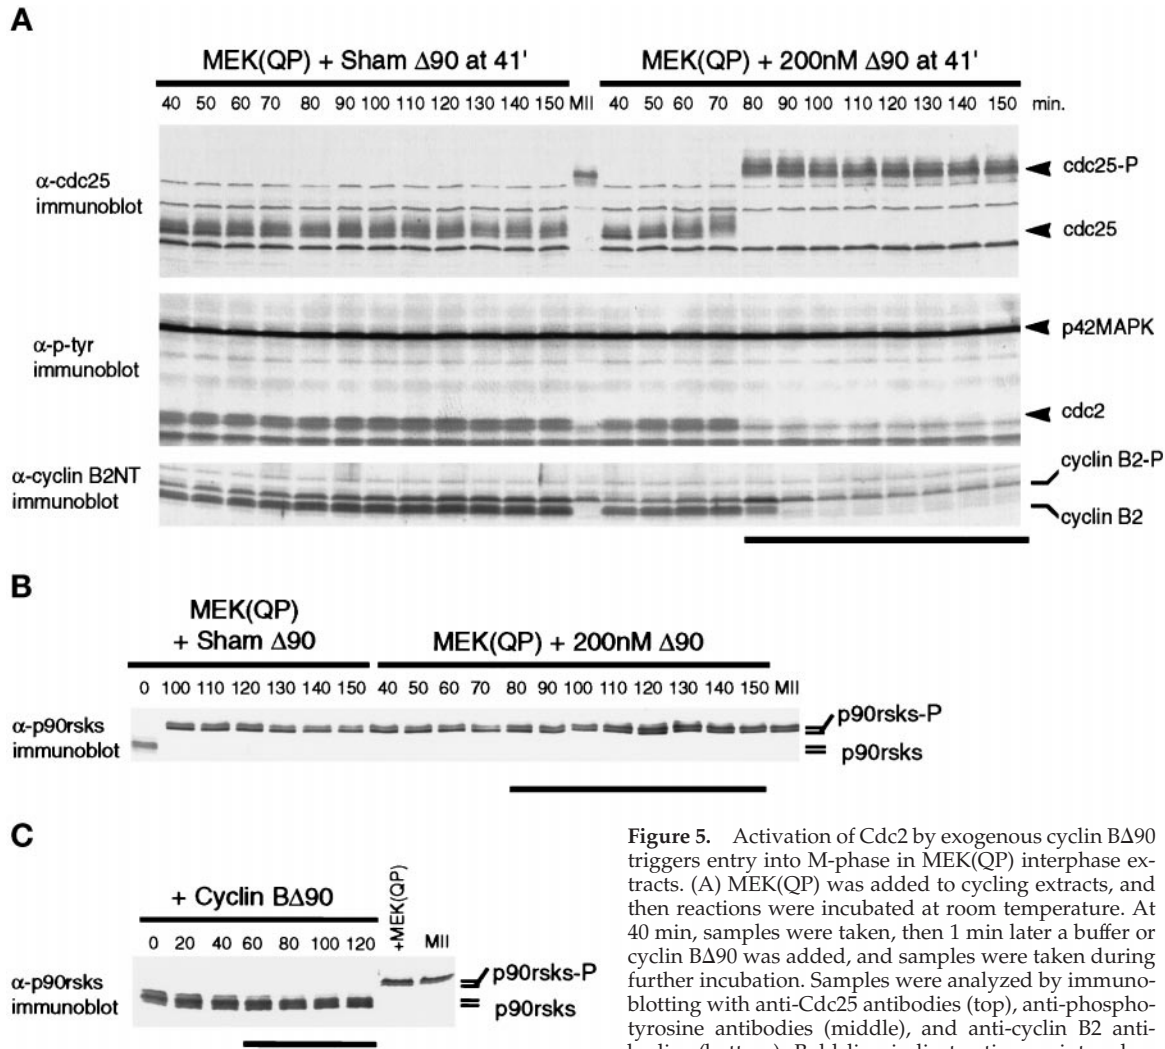 A
MEK(QP) + Sham Δ90 at 41'
MEK(QP) + 200nM Δ90 at 41'
40 50 60 70 80 90 100 110 120 130 140 150 MII 40 50 60 70 80 90 100 110 120 130 140 150 min.
α-cdc25
immunoblot
cdc25-P
cdc25
α-p-tyr
immunoblot
p42MAPK
cdc2
α-cyclin B2NT
immunoblot
cyclin B2-P
cyclin B2
B
MEK(QP)
+ Sham Δ90
MEK(QP) + 200nM Δ90
0 100 110 120 130 140 150 40 50 60 70 80 90 100 110 120 130 140 150 MII
α-p90rsks
immunoblot
p90rsks-P
p90rsks
C
+ Cyclin BΔ90
0 20 40 60 80 100 120
+MEK(QP)
MII
α-p90rsks
immunoblot
p90rsks-P
p90rsks
Figure 5. Activation of Cdc2 by exogenous cyclin BΔ90
triggers entry into M-phase in MEK(QP) interphase ex-
tracts. (A) MEK(QP) was added to cycling extracts, and
then reactions were incubated at room temperature. At
40 min, samples were taken, then 1 min later a buffer or
cyclin BΔ90 was added, and samples were taken during
further incubation. Samples were analyzed by immuno-
blotting with anti-Cdc25 antibodies (top), anti-phospho-
tyrosine antibodies (middle), and anti-cyclin B2 anti-